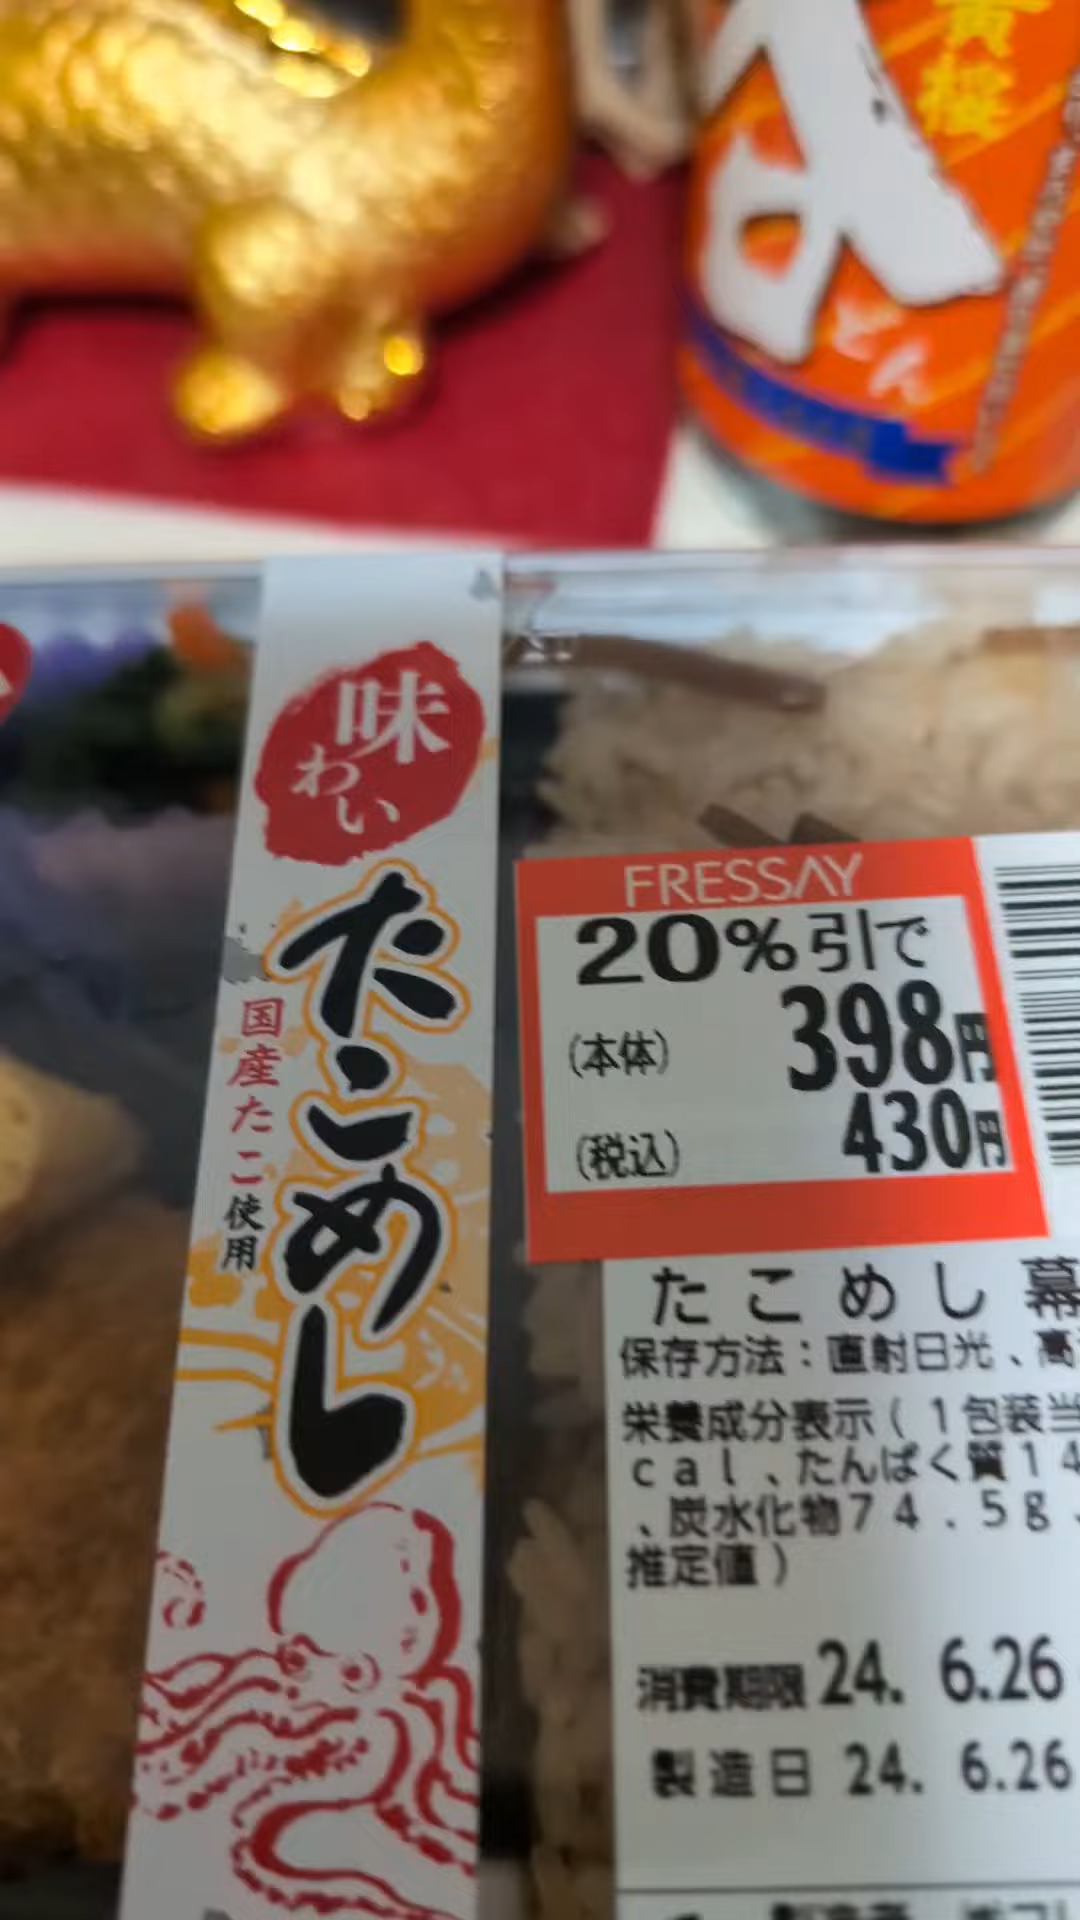 黄桜
どん
味わい
たこめし
国産たこ使用
FRESSAY
20%引で
(本体) 398円
(税込) 430円
たこめし幕
保存方法：直射日光、高
栄養成分表示（１包装当
ｃａｌ、たんぱく質１４
、炭水化物７４．５ｇ、
推定値）
消費期限 24. 6.26
製造日 24. 6.26